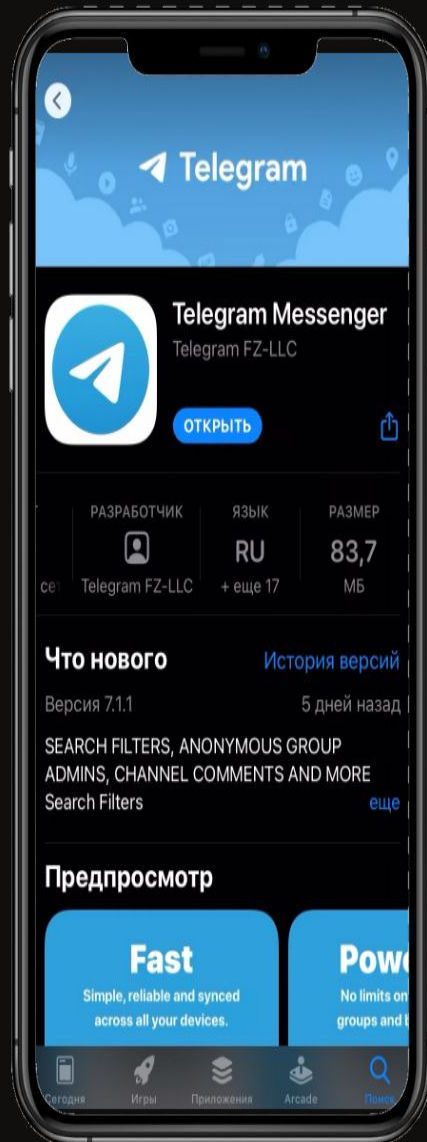 Telegram
Telegram Messenger
Telegram FZ-LLC
ОТКРЫТЬ
РАЗРАБОТЧИК
ЯЗЫК
РАЗМЕР
RU
83,7
сет
Telegram FZ-LLC
+ еще 17
МБ
Что нового
История версий
Версия 7.1.1
5 дней назад
SEARCH FILTERS, ANONYMOUS GROUP
ADMINS, CHANNEL COMMENTS AND MORE
Search Filters
еще
Предпросмотр
Fast
Simple, reliable and synced
across all your devices.
Pow
No limits on
groups and
Сегодня
Игры
Приложения
Arcade
Поиск